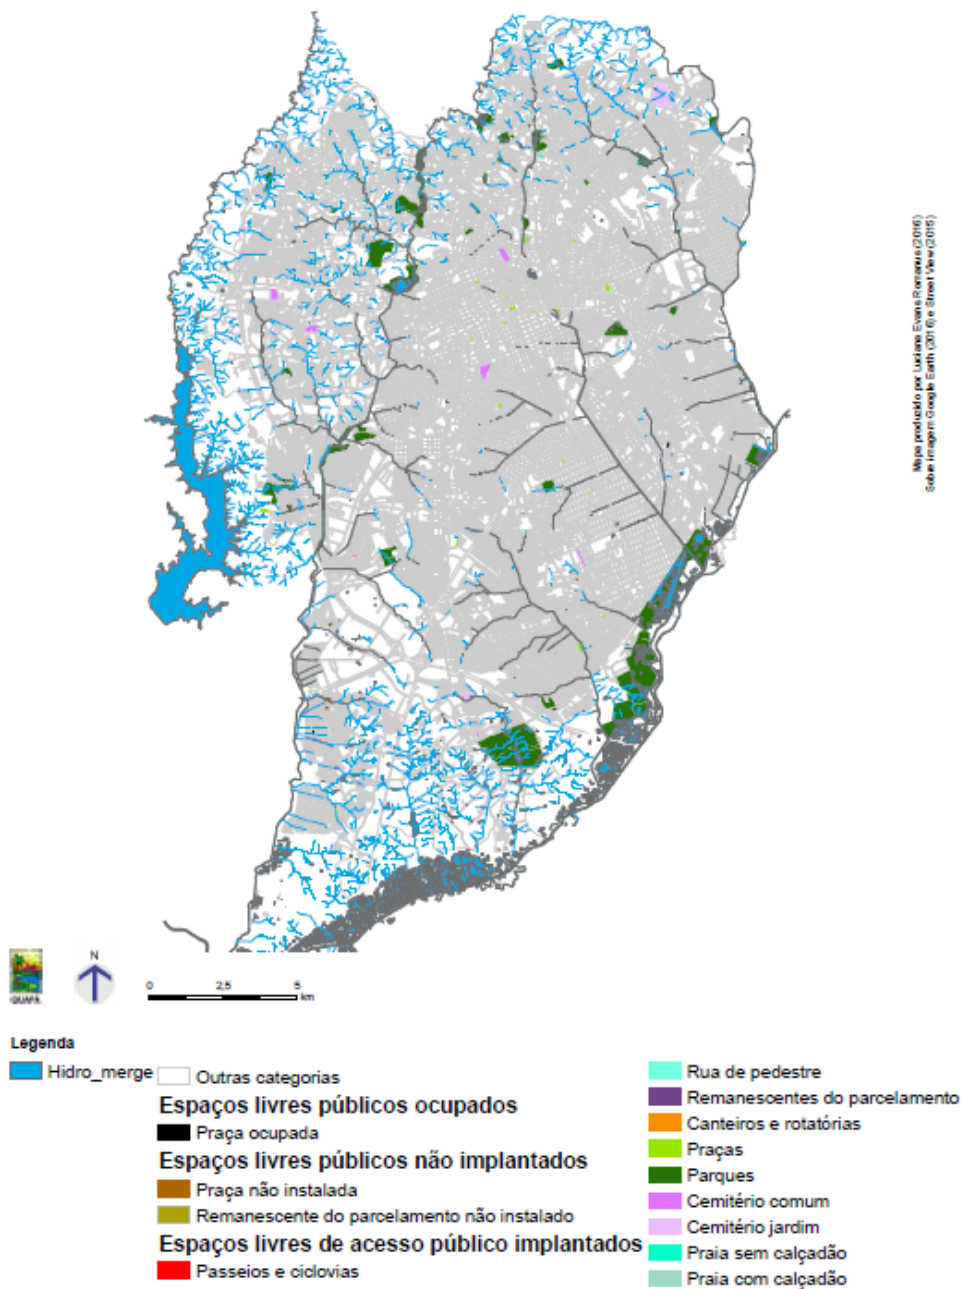 Mapa produzido por Luciana Evans Romanus (2016)
Sobre imagem Google Earth (2016) e Street View (2015)
QUAPA
N
0 2,5 5
km
Legenda
Hidro_merge
Outras categorias
Espaços livres públicos ocupados
Praça ocupada
Espaços livres públicos não implantados
Praça não instalada
Remanescente do parcelamento não instalado
Espaços livres de acesso público implantados
Passeios e ciclovias
Rua de pedestre
Remanescentes do parcelamento
Canteiros e rotatórias
Praças
Parques
Cemitério comum
Cemitério jardim
Praia sem calçadão
Praia com calçadão